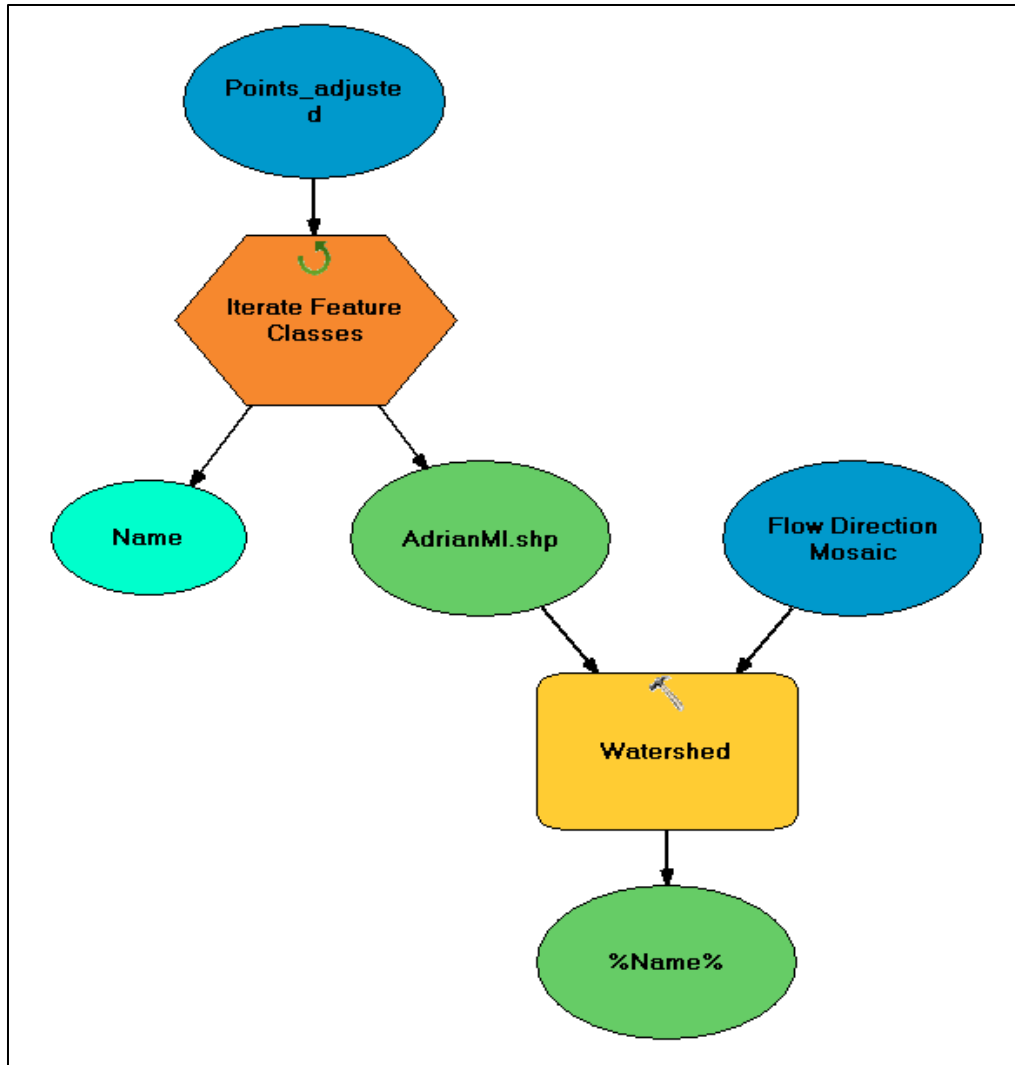 Points_adjuste
d
Iterate Feature
Classes
Name
AdrianMI.shp
Flow Direction
Mosaic
Watershed
%Name%